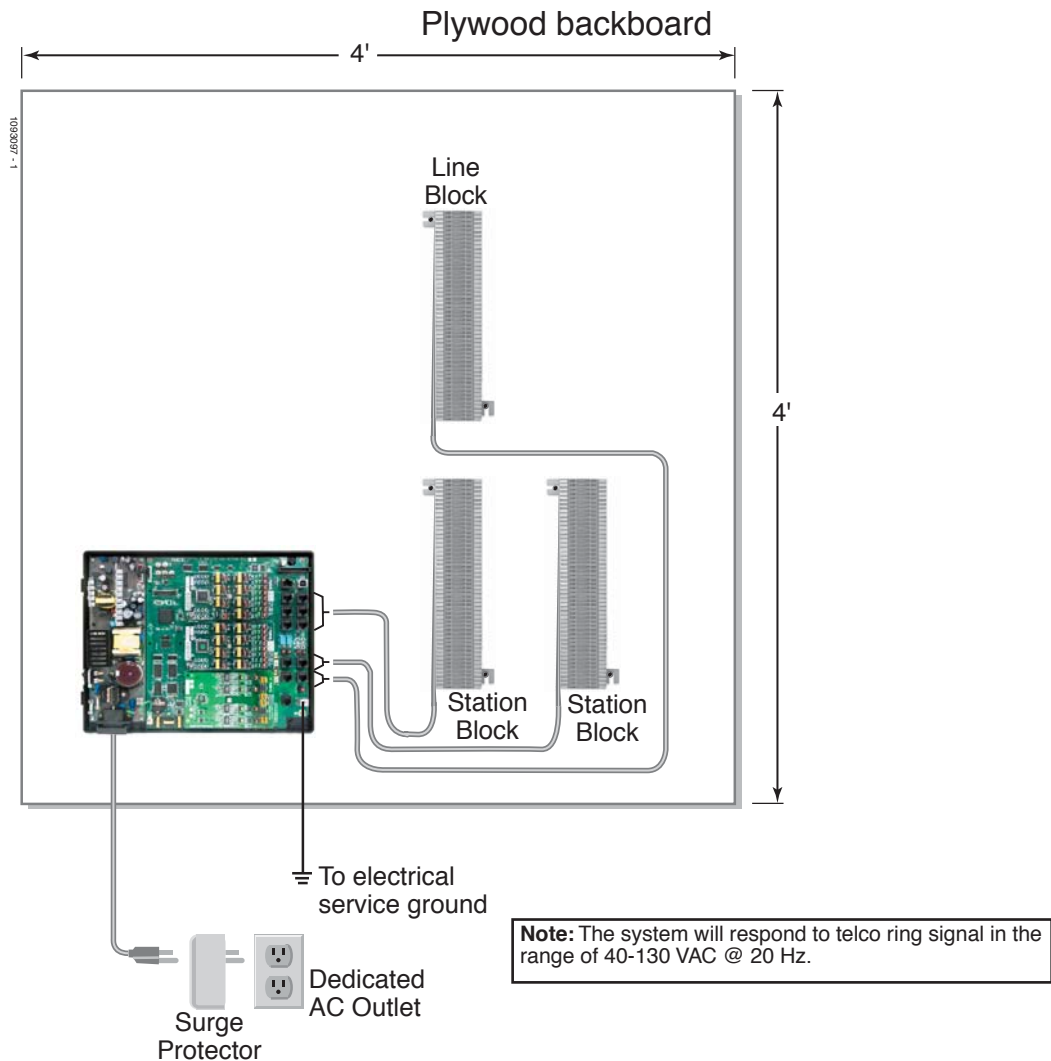 Plywood backboard
4'
1093097 - 1
Line
Block
4'
Station
Block
Station
Block
To electrical
service ground
Note: The system will respond to telco ring signal in the
range of 40-130 VAC @ 20 Hz.
Dedicated
AC Outlet
Surge
Protector